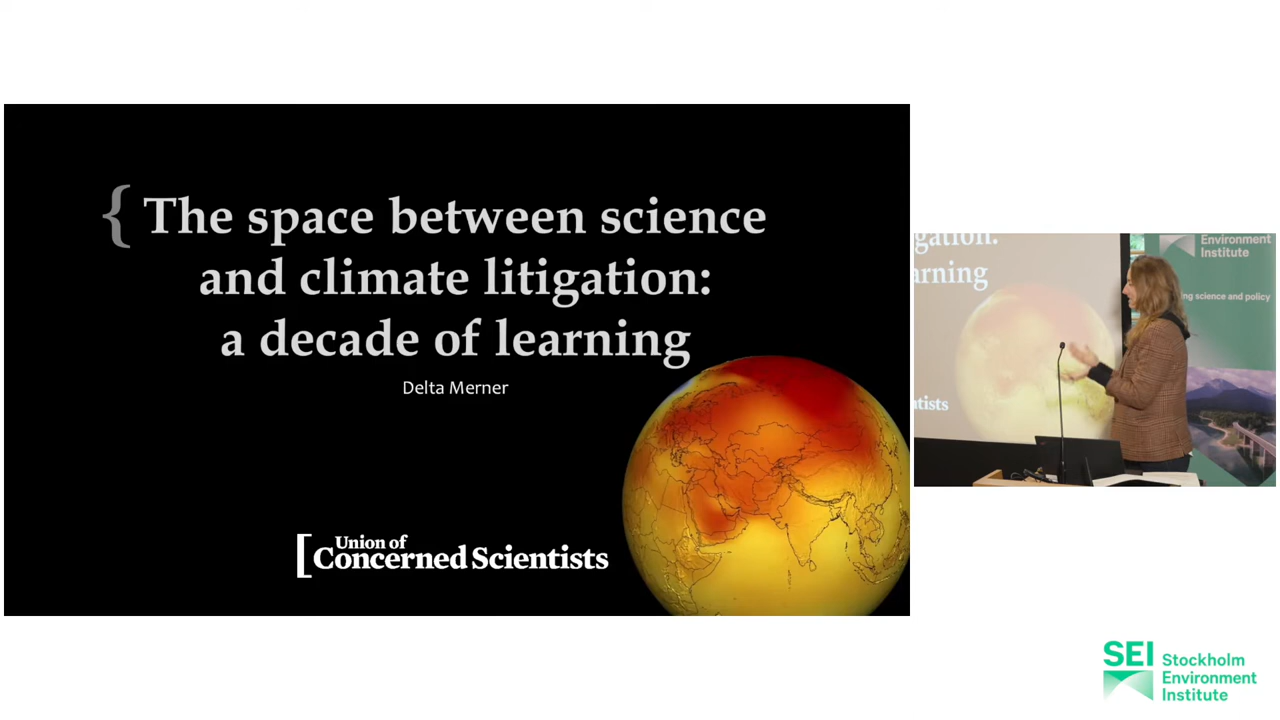 { The space between science
and climate litigation:
a decade of learning
Delta Merner
[ Union of
Concerned Scientists
Environment
Institute
science and policy
SEI Stockholm
Environment
Institute